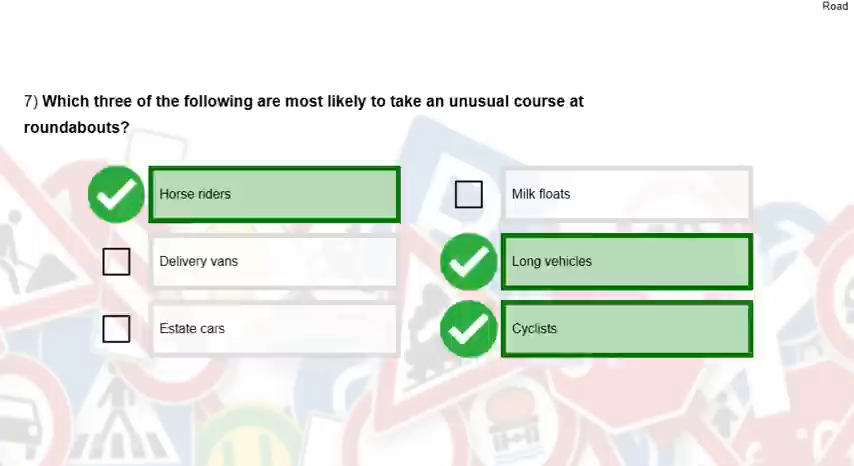 Road
7) Which three of the following are most likely to take an unusual course at
roundabouts?
Horse riders
Milk floats
Delivery vans
Long vehicles
Estate cars
Cyclists